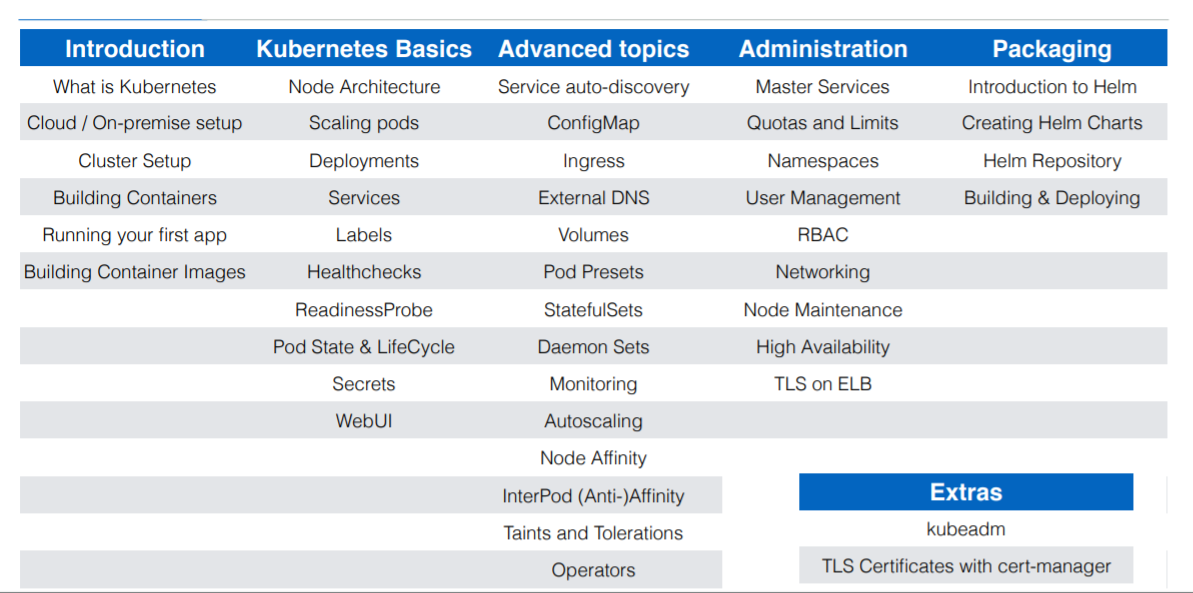 Introduction Kubernetes Basics Advanced topics Administration Packaging
What is Kubernetes Node Architecture Service auto-discovery Master Services Introduction to Helm
Cloud / On-premise setup Scaling pods ConfigMap Quotas and Limits Creating Helm Charts
Cluster Setup Deployments Ingress Namespaces Helm Repository
Building Containers Services External DNS User Management Building & Deploying
Running your first app Labels Volumes RBAC
Building Container Images Healthchecks Pod Presets Networking
ReadinessProbe StatefulSets Node Maintenance
Pod State & LifeCycle Daemon Sets High Availability
Secrets Monitoring TLS on ELB
WebUI Autoscaling
Node Affinity
InterPod (Anti-)Affinity Extras
Taints and Tolerations kubeadm
Operators TLS Certificates with cert-manager